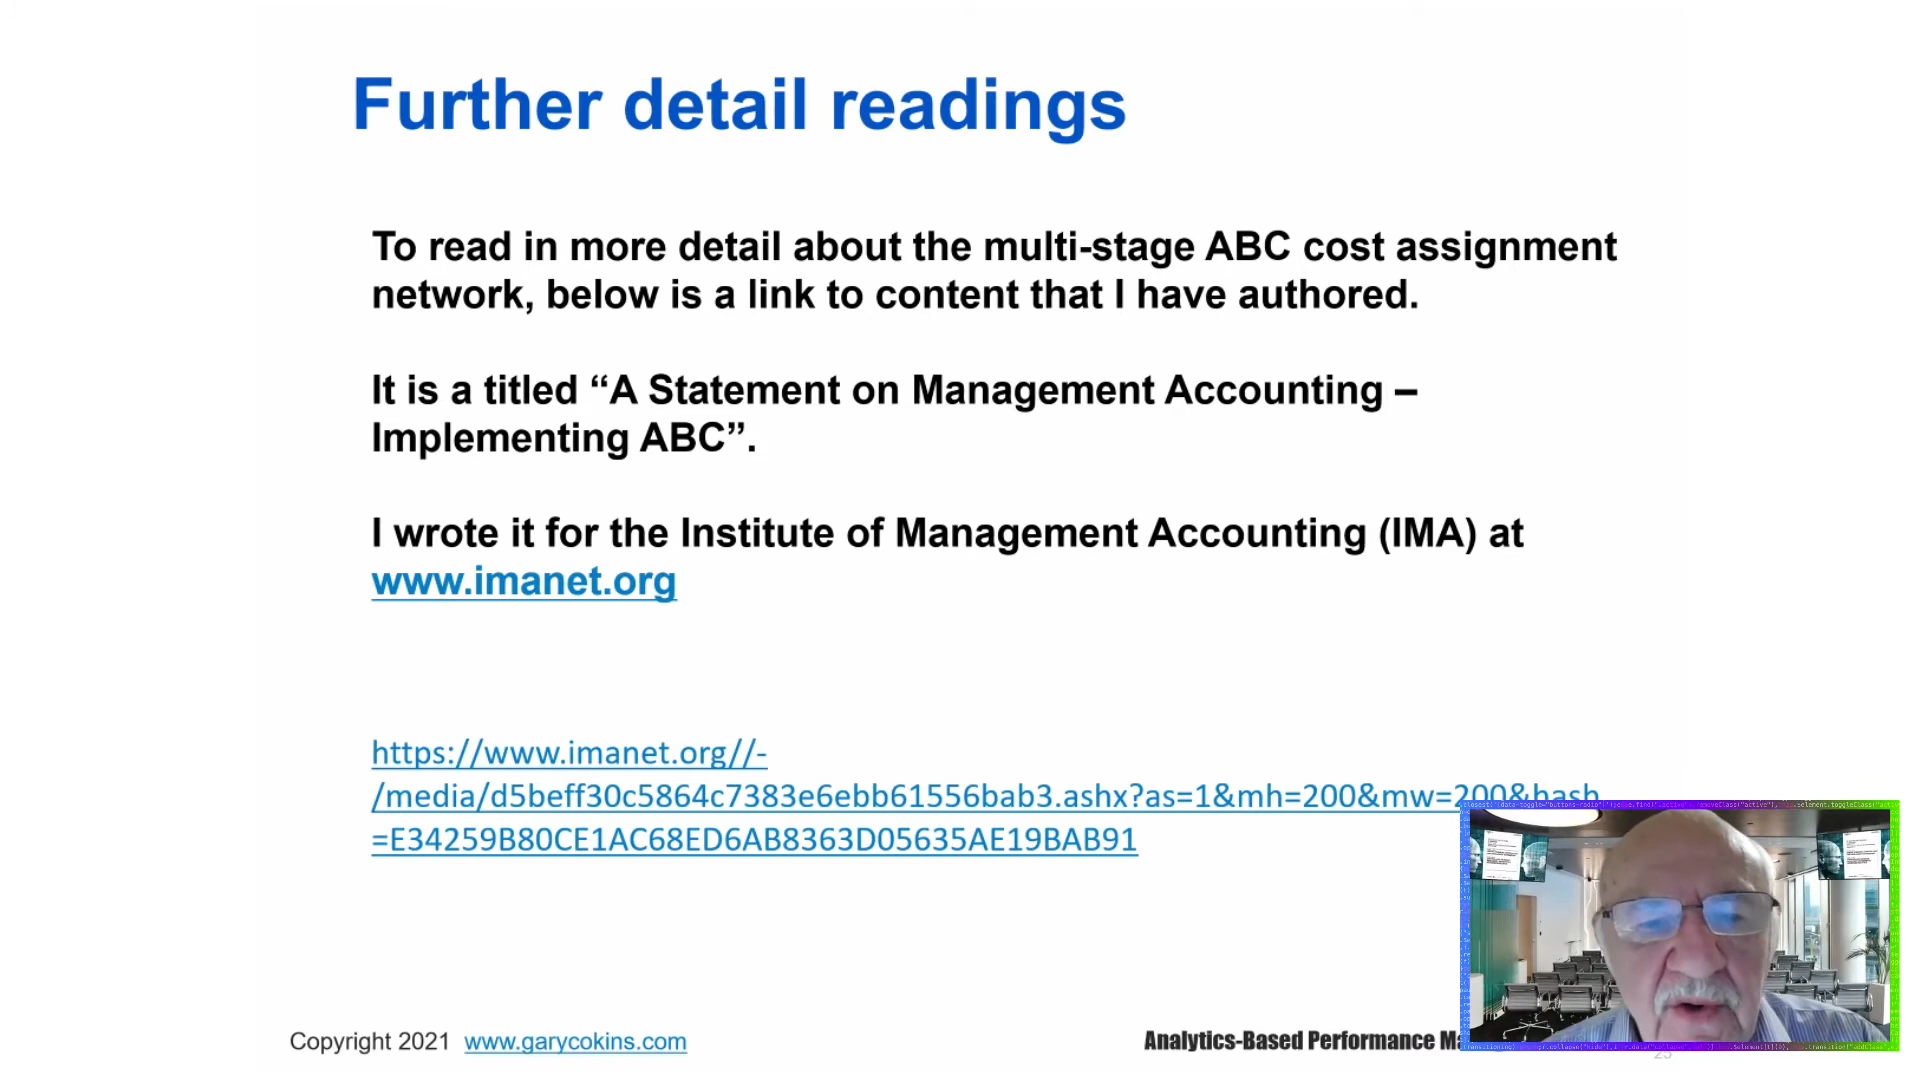 Further detail readings
To read in more detail about the multi-stage ABC cost assignment
network, below is a link to content that I have authored.
It is a titled “A Statement on Management Accounting –
Implementing ABC”.
I wrote it for the Institute of Management Accounting (IMA) at
www.imanet.org
https://www.imanet.org//-
/media/d5beff30c5864c7383e6ebb61556bab3.ashx?as=1&mh=200&mw=200&hash
=E34259B80CE1AC68ED6AB8363D05635AE19BAB91
Copyright 2021 www.garycokins.com
Analytics-Based Performance